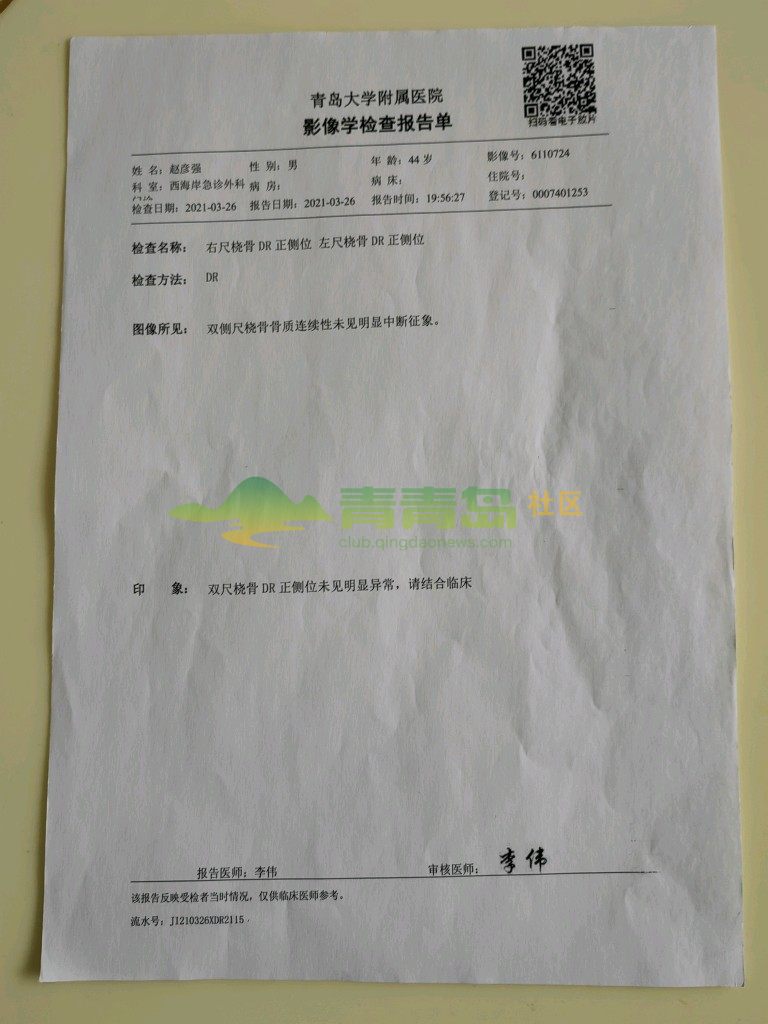 扫码看电子胶片
青岛大学附属医院
影像学检查报告单
姓 名：赵彦强 性 别：男 年 龄：44 岁 影像号：6110724
科 室：西海岸急诊外科门诊 病 房： 病 床： 住院号：
检查日期：2021-03-26 报告日期：2021-03-26 报告时间：19:56:27 登记号：0007401253
检查名称： 右尺桡骨 DR 正侧位 左尺桡骨 DR 正侧位
检查方法： DR
图像所见： 双侧尺桡骨骨质连续性未见明显中断征象。
青青岛 社区
club.qingdaonews.com
印 象： 双尺桡骨 DR 正侧位未见明显异常，请结合临床
报告医师：李伟 审核医师： 李伟
该报告反映受检者当时情况，仅供临床医师参考。
流水号：J1210326XDR2115